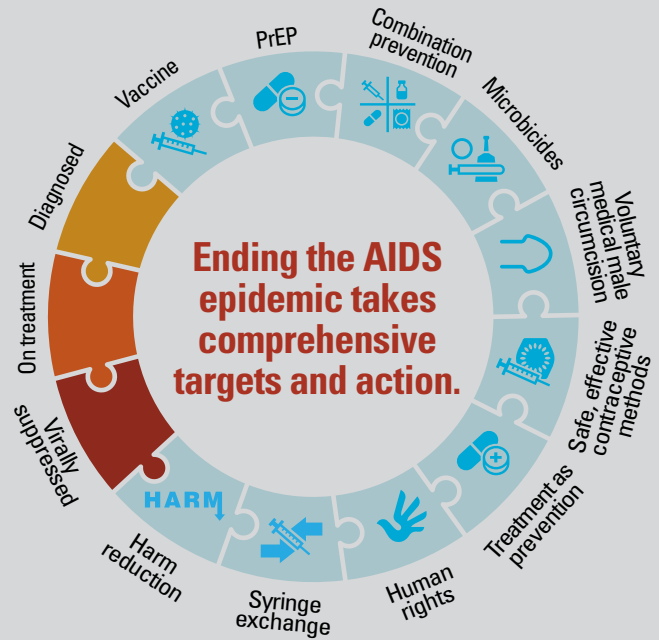 PrEP
Combination
prevention
Microbicides
Voluntary
medical male
circumcision
Safe, effective
contraceptive
methods
Treatment as
prevention
Human
rights
Syringe
exchange
Harm
reduction
Virally
suppressed
On treatment
Diagnosed
Vaccine
HARM
Ending the AIDS
epidemic takes
comprehensive
targets and action.